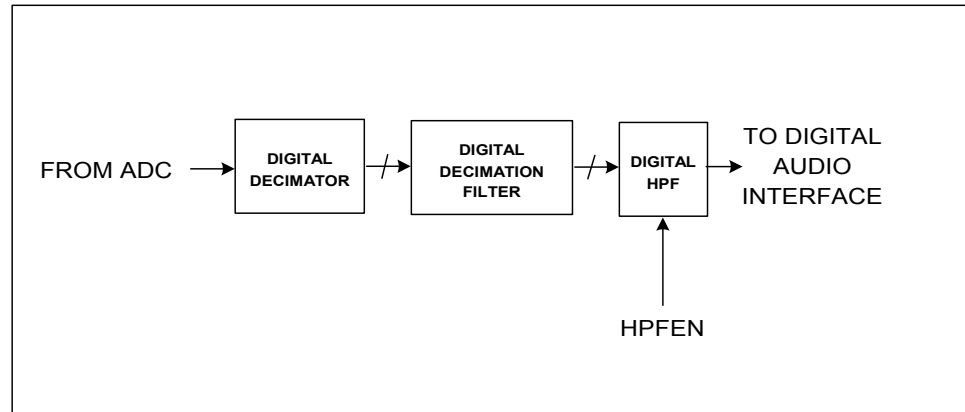 FROM ADC
DIGITAL
DECIMATOR
DIGITAL
DECIMATION
FILTER
DIGITAL
HPF
TO DIGITAL
AUDIO
INTERFACE
HPFEN